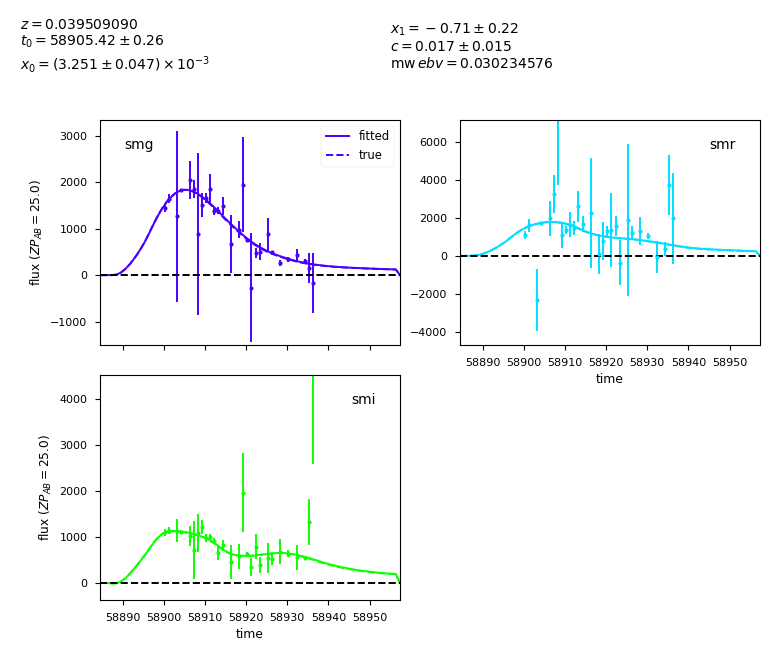 z = 0.039509090
t₀ = 58905.42 ± 0.26
x₀ = (3.251 ± 0.047) × 10⁻³
x₁ = −0.71 ± 0.22
c = 0.017 ± 0.015
mw ebv = 0.030234576
smg
fitted
true
3000
2000
1000
0
−1000
flux (ZP_AB = 25.0)
smr
6000
4000
2000
0
−2000
−4000
58890 58900 58910 58920 58930 58940 58950
time
smi
4000
3000
2000
1000
0
flux (ZP_AB = 25.0)
58890 58900 58910 58920 58930 58940 58950
time